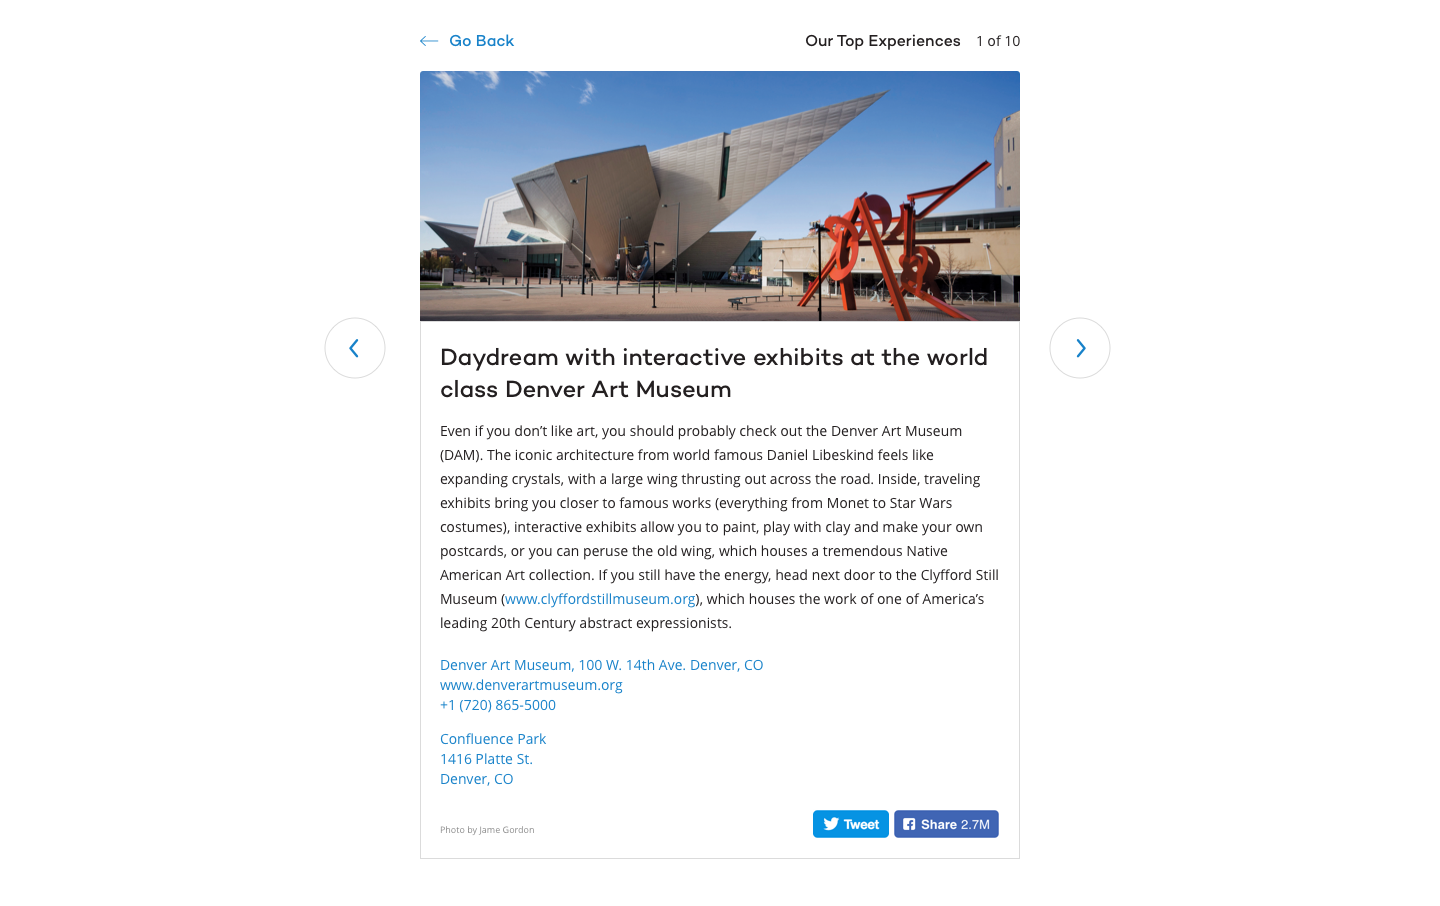 Go Back
Our Top Experiences 1 of 10
Daydream with interactive exhibits at the world
class Denver Art Museum
Even if you don’t like art, you should probably check out the Denver Art Museum
(DAM). The iconic architecture from world famous Daniel Libeskind feels like
expanding crystals, with a large wing thrusting out across the road. Inside, traveling
exhibits bring you closer to famous works (everything from Monet to Star Wars
costumes), interactive exhibits allow you to paint, play with clay and make your own
postcards, or you can peruse the old wing, which houses a tremendous Native
American Art collection. If you still have the energy, head next door to the Clyfford Still
Museum (www.clyffordstillmuseum.org), which houses the work of one of America’s
leading 20th Century abstract expressionists.
Denver Art Museum, 100 W. 14th Ave. Denver, CO
www.denverartmuseum.org
+1 (720) 865-5000
Confluence Park
1416 Platte St.
Denver, CO
Photo by Jame Gordon
Tweet
Share 2.7M